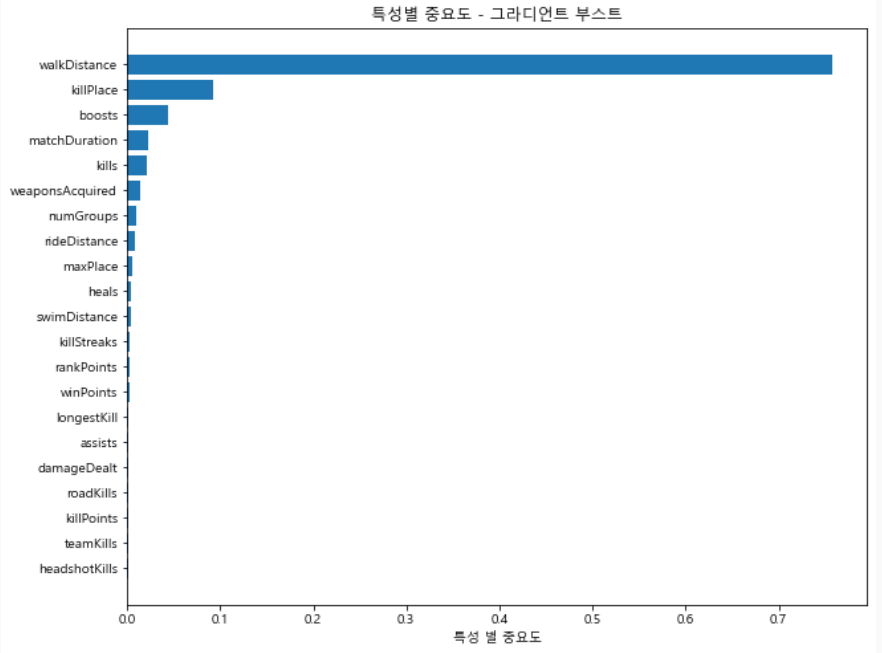 특성별 중요도 - 그라디언트 부스트
walkDistance
killPlace
boosts
matchDuration
kills
weaponsAcquired
numGroups
rideDistance
maxPlace
heals
swimDistance
killStreaks
rankPoints
winPoints
longestKill
assists
damageDealt
roadKills
killPoints
teamKills
headshotKills
0.0 0.1 0.2 0.3 0.4 0.5 0.6 0.7
특성 별 중요도